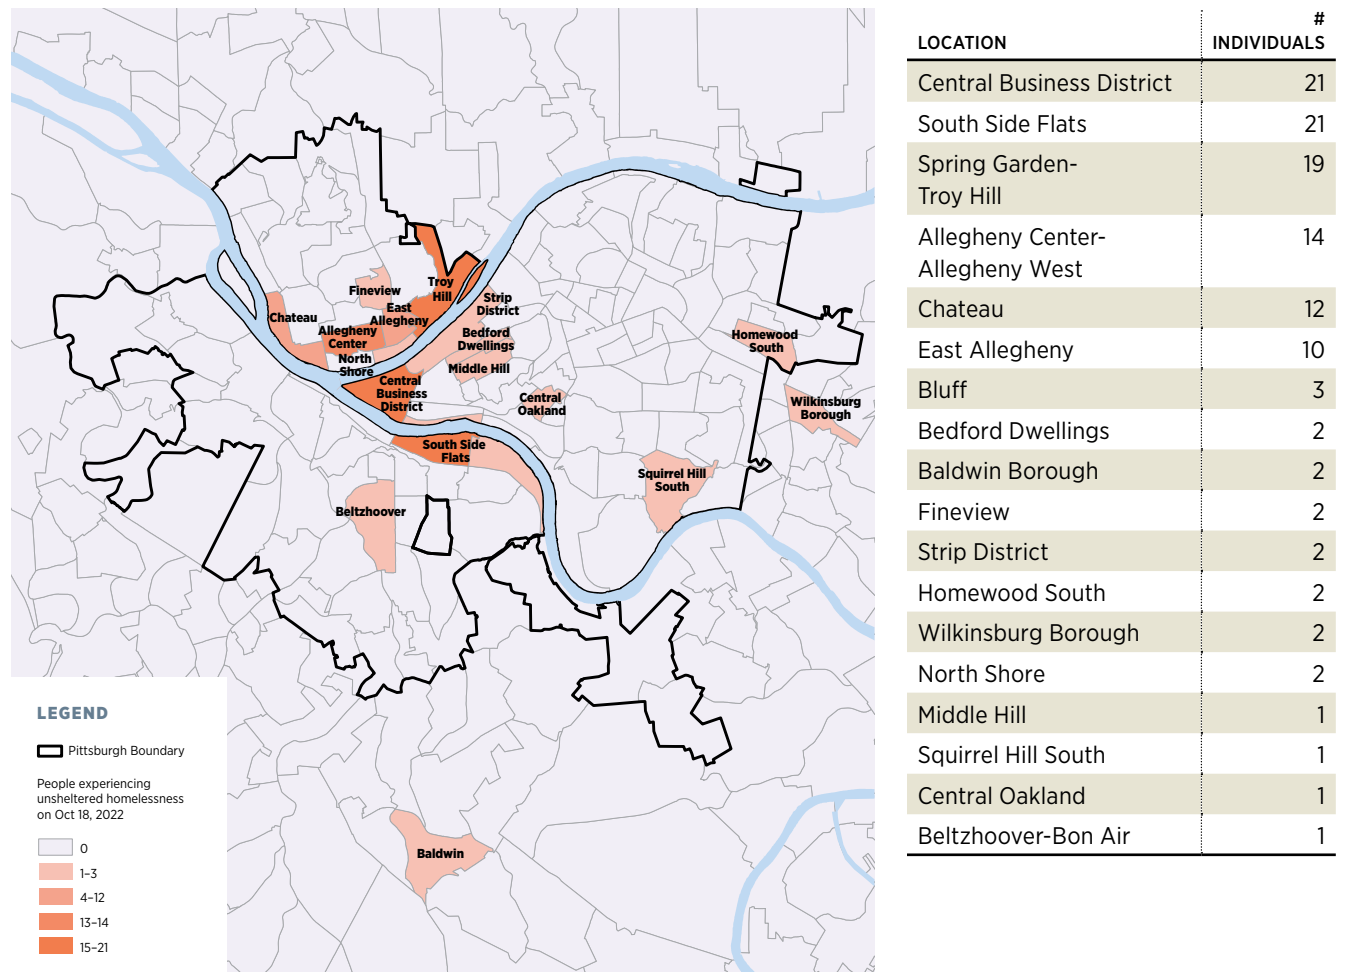 Fineview
Troy
Hill
Strip
District
East
Allegheny
Chateau
Allegheny
Center
Bedford
Dwellings
North
Shore
Middle Hill
Central
Business
District
Central
Oakland
Homewood
South
Wilkinsburg
Borough
South Side
Flats
Squirrel Hill
South
Beltzhoover
Baldwin
LEGEND
Pittsburgh Boundary
People experiencing
unsheltered homelessness
on Oct 18, 2022
0
1–3
4–12
13–14
15–21
#
LOCATION INDIVIDUALS
Central Business District 21
South Side Flats 21
Spring Garden- 19
Troy Hill
Allegheny Center- 14
Allegheny West
Chateau 12
East Allegheny 10
Bluff 3
Bedford Dwellings 2
Baldwin Borough 2
Fineview 2
Strip District 2
Homewood South 2
Wilkinsburg Borough 2
North Shore 2
Middle Hill 1
Squirrel Hill South 1
Central Oakland 1
Beltzhoover-Bon Air 1